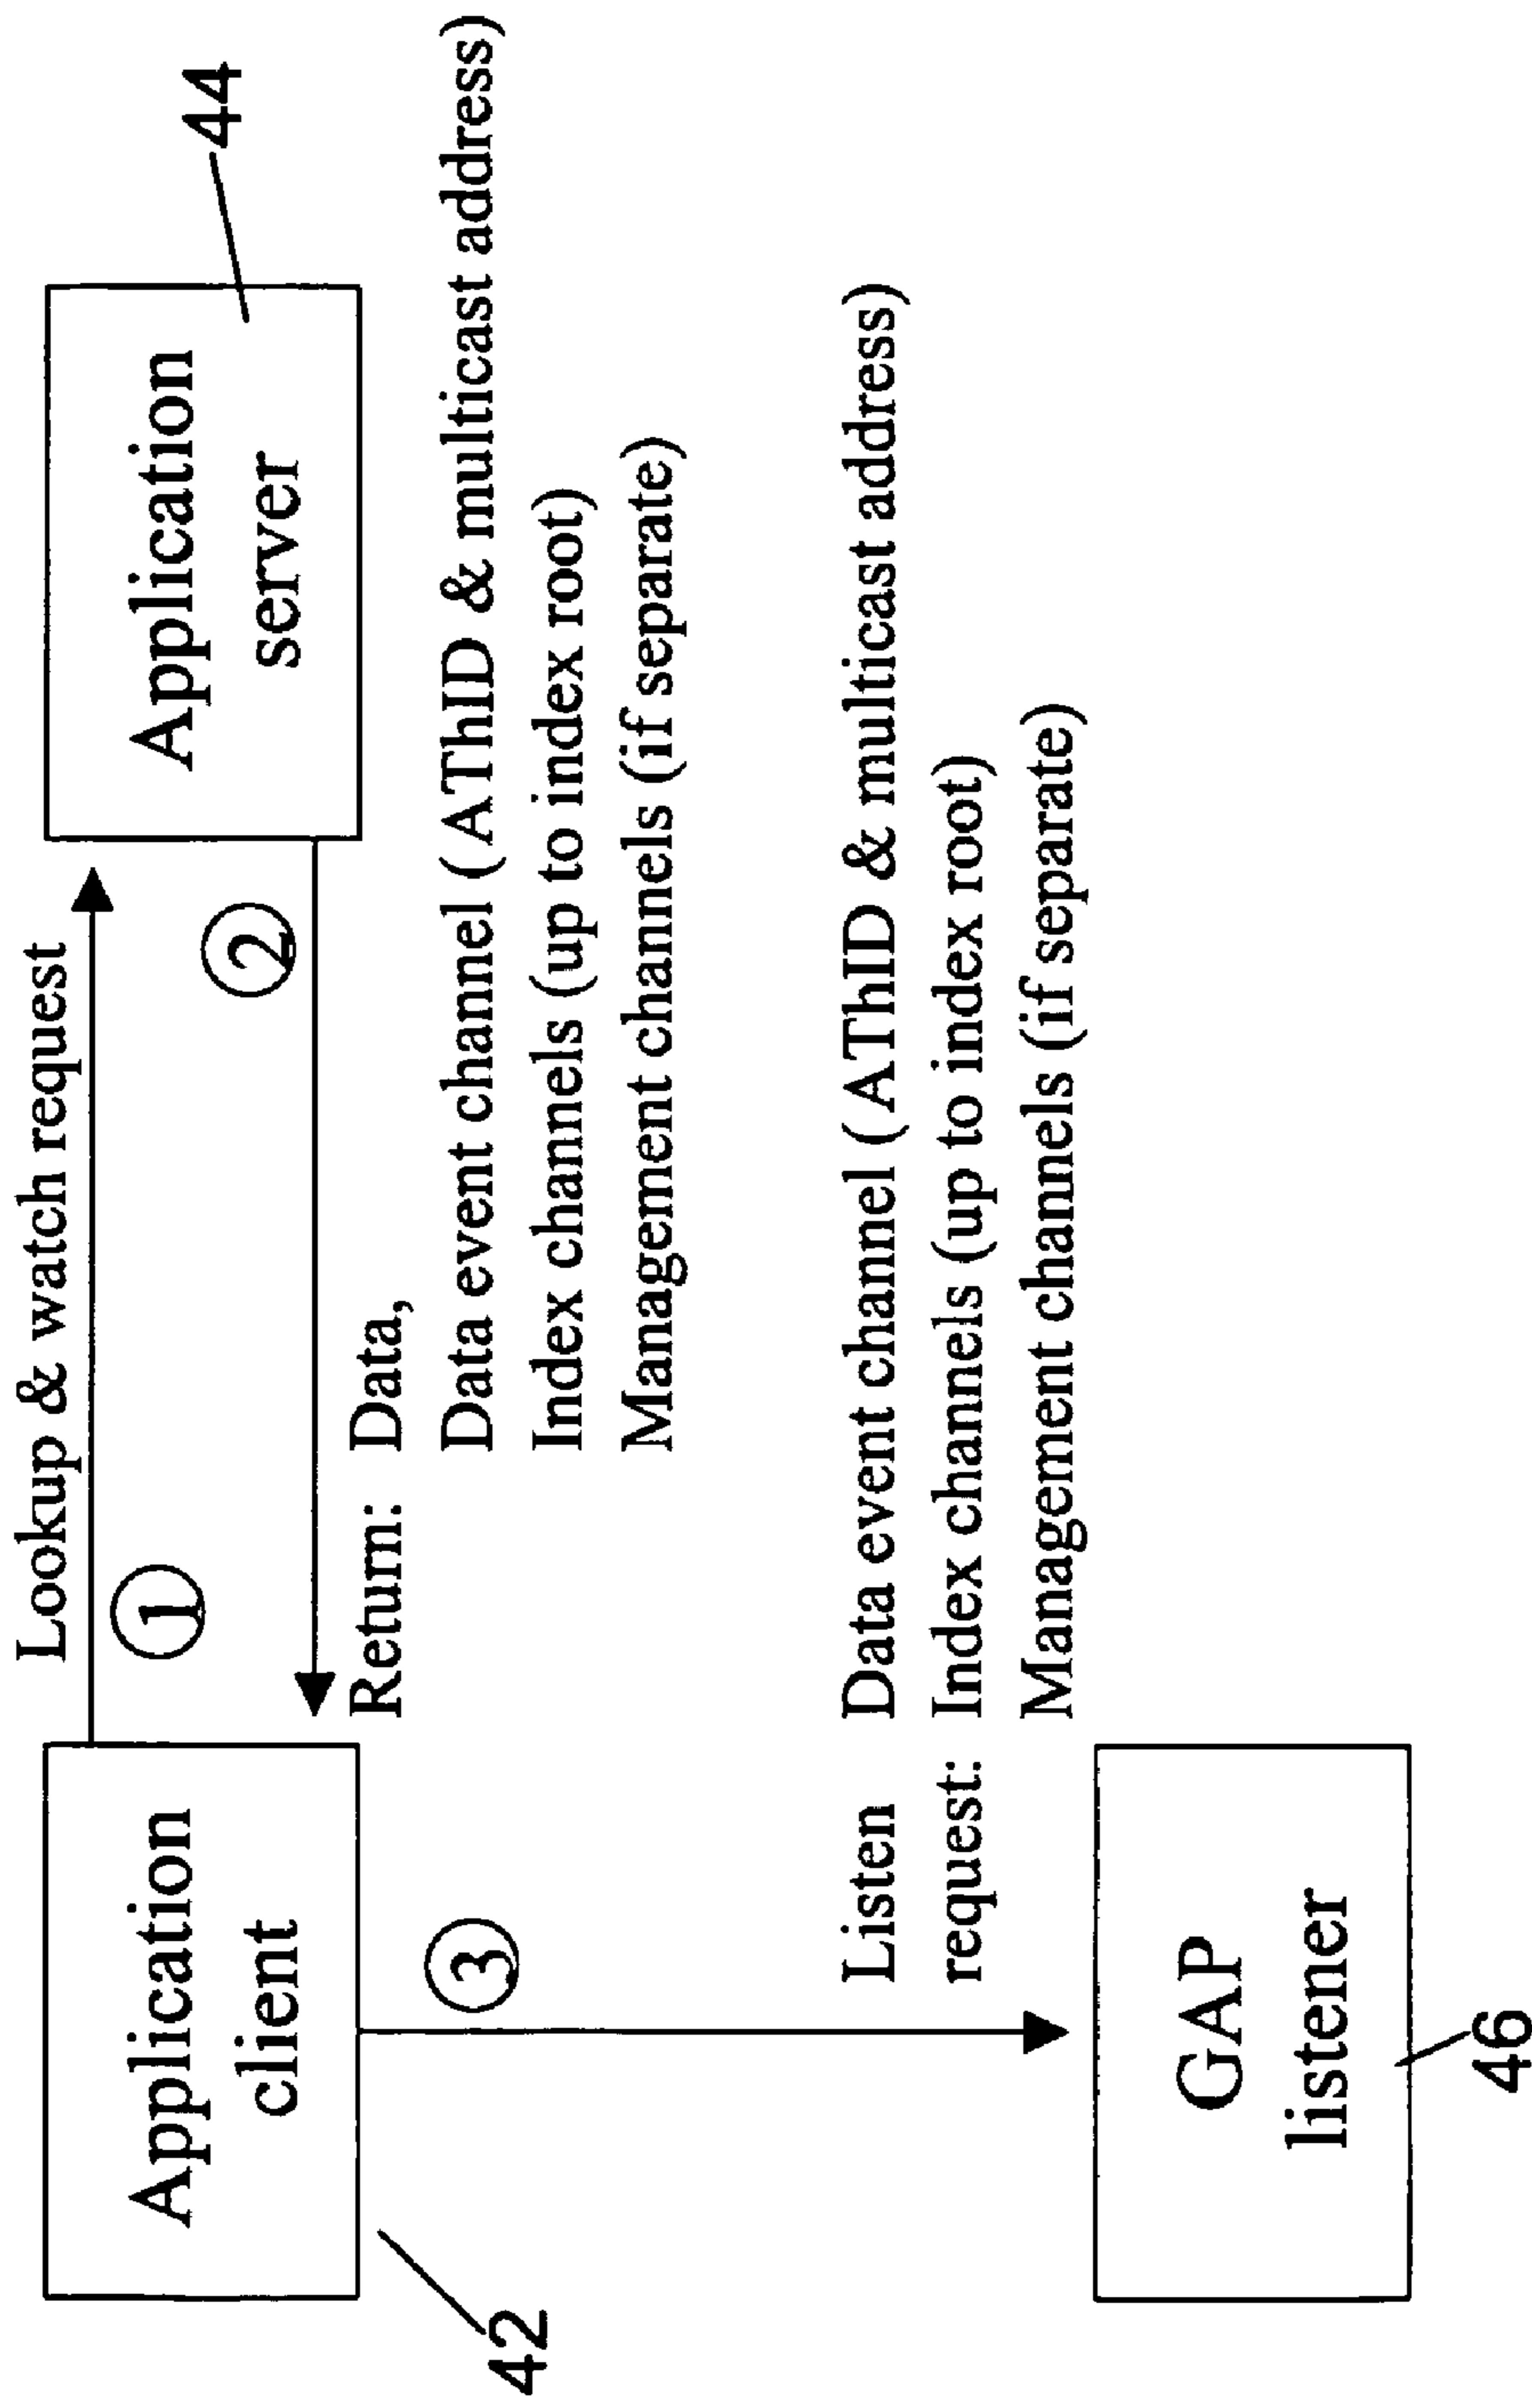 Lookup & watch request
Application
client
42
①
Application
server
44
②
Return: Data,
Data event channel (AThID & multicast address)
Index channels (up to index root)
Management channels (if separate)
③
Listen Data event channel (AThID & multicast address)
request: Index channels (up to index root)
Management channels (if separate)
GAP
listener
46